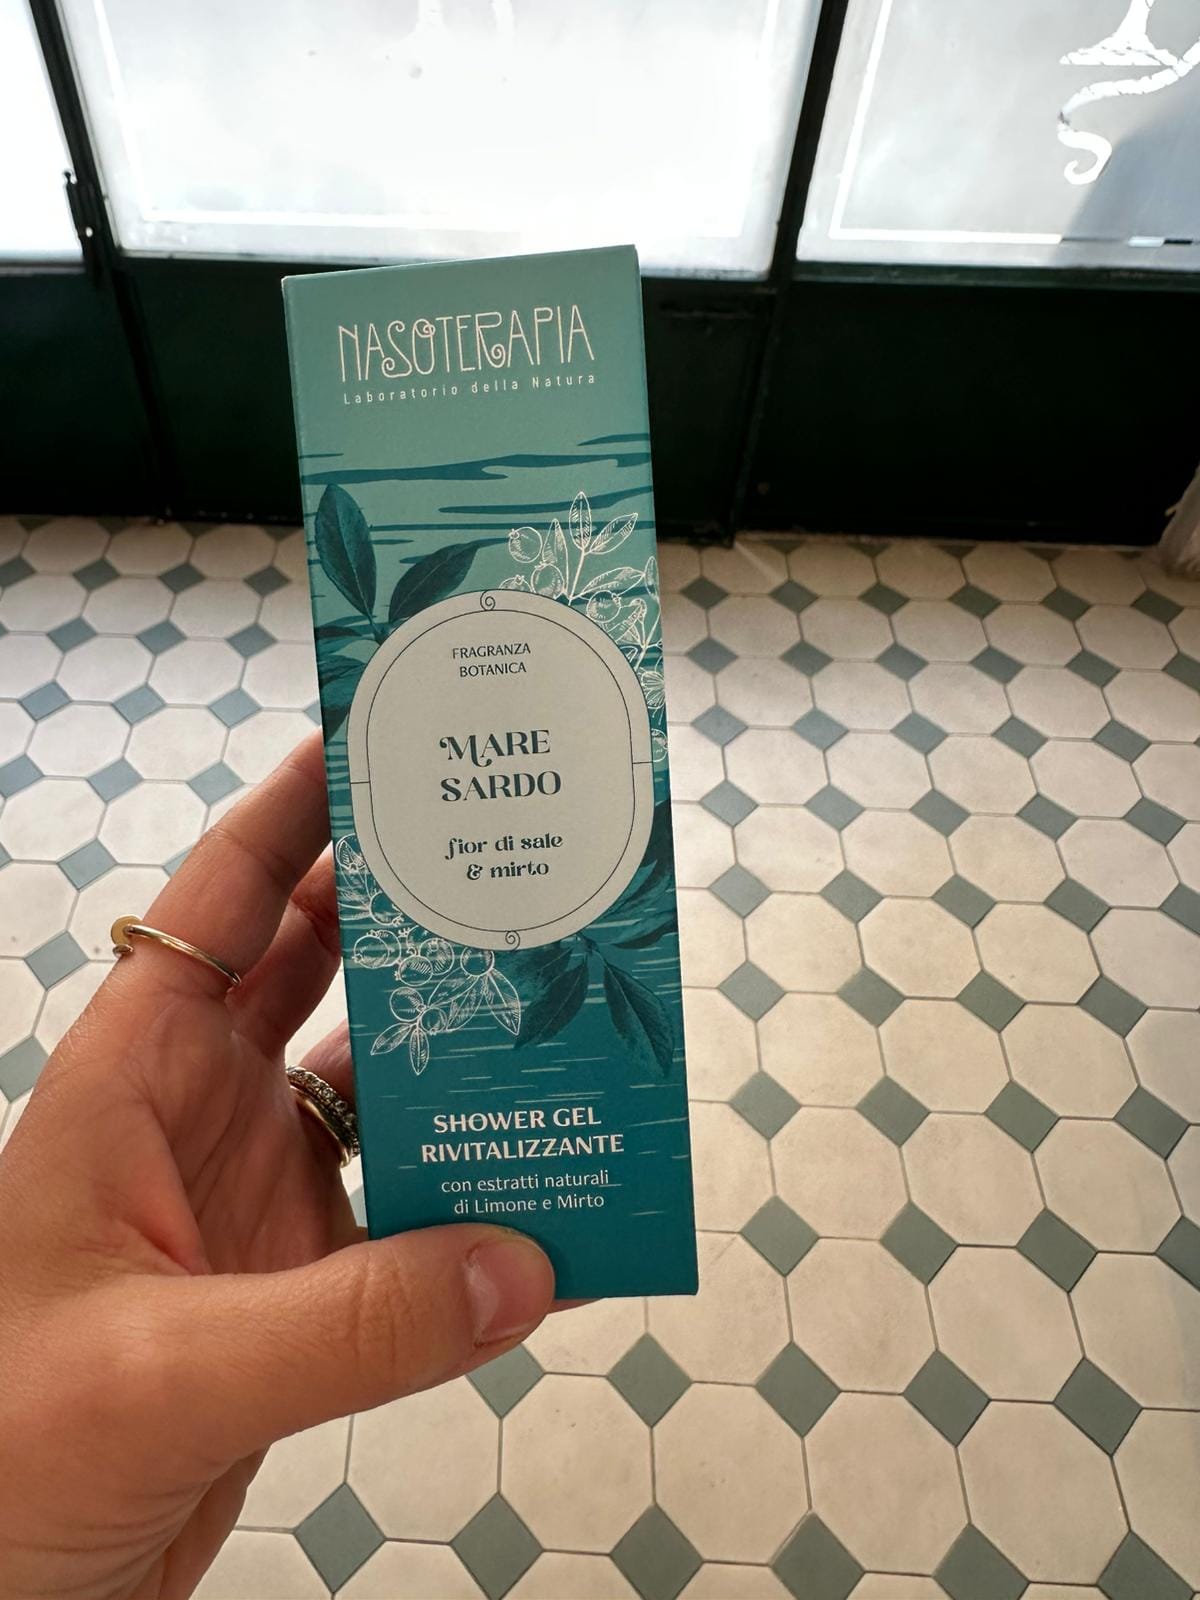 NASOTERAPIA
Laboratorio della Natura
FRAGRANZA
BOTANICA
MARE
SARDO
fior di sale
& mirto
SHOWER GEL
RIVITALIZZANTE
con estratti naturali
di Limone e Mirto